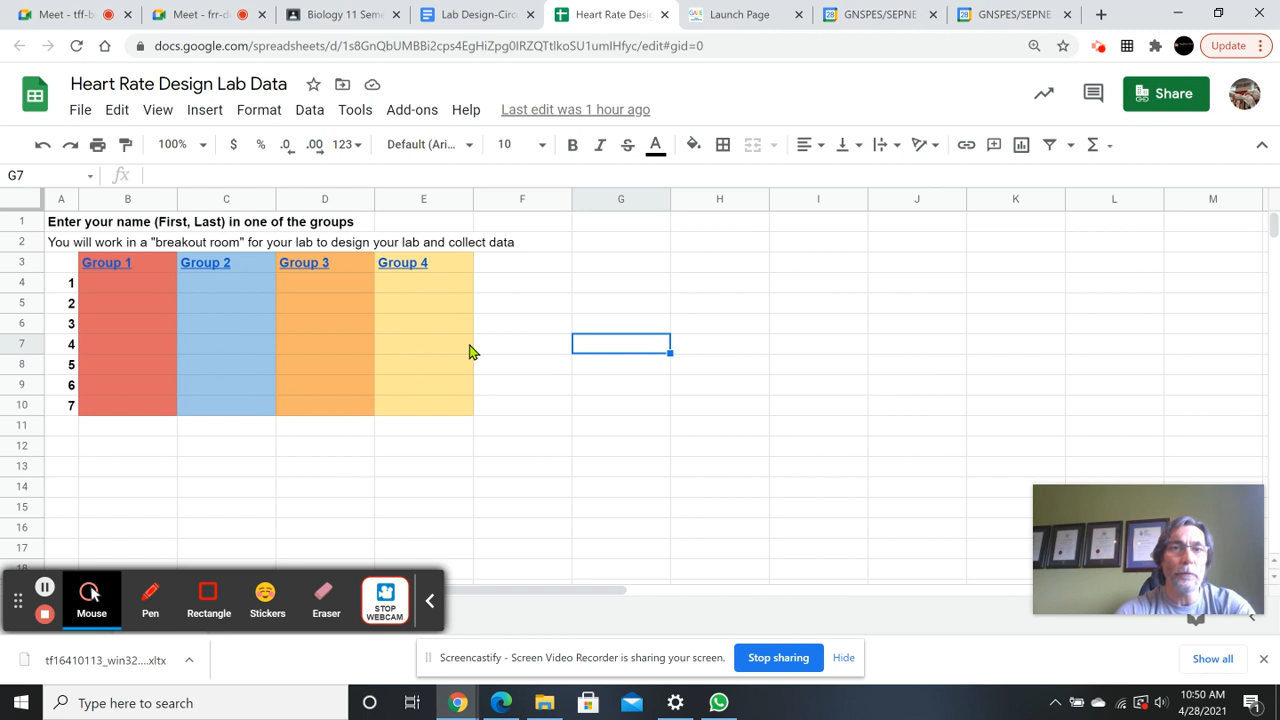 Meet - tff-b
Meet - frr-d
Biology 11 Sem
Lab Design-Circ
Heart Rate Desig
Launch Page
GNSPES/SEPNE
GNSPES/SEPNE
docs.google.com/spreadsheets/d/1s8GnQbUMBBi2cps4EgHiZpg0lRZQTtlkoSU1umIHfyc/edit#gid=0
Update
Heart Rate Design Lab Data
File Edit View Insert Format Data Tools Add-ons Help Last edit was 1 hour ago
Share
100% $ % .0 .00 123 Default (Ari... 10 B I S A Σ
G7 fx
A B C D E F G H I J K L M
1 Enter your name (First, Last) in one of the groups
2 You will work in a "breakout room" for your lab to design your lab and collect data
3 Group 1 Group 2 Group 3 Group 4
4 1
5 2
6 3
7 4
8 5
9 6
10 7
11
12
13
14
15
16
17
18
Mouse Pen Rectangle Stickers Eraser STOP WEBCAM
tf16410113_win32....xltx
Screencastify - Screen Video Recorder is sharing your screen. Stop sharing Hide
Show all
Type here to search
10:50 AM
4/28/2021